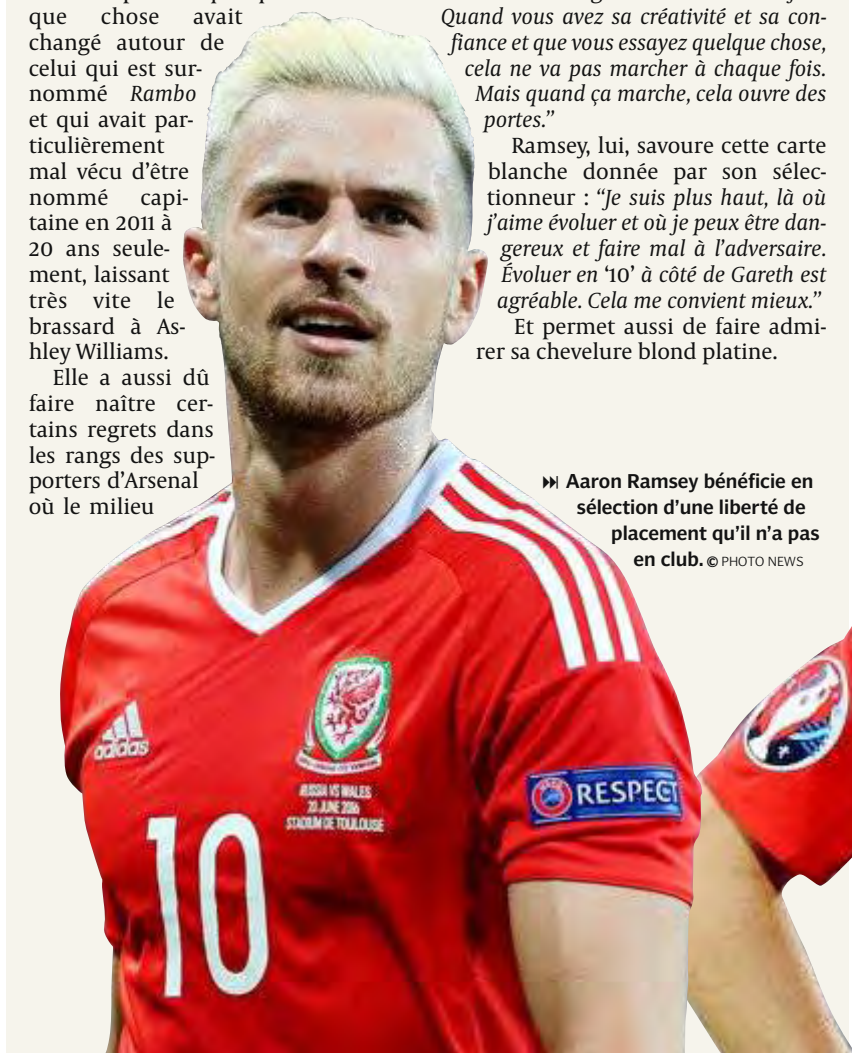 que chose avait
changé autour de
celui qui est sur-
nommé Rambo
et qui avait par-
ticulièrement
mal vécu d'être
nommé capi-
taine en 2011 à
20 ans seule-
ment, laissant
très vite le
brassard à As-
hley Williams.
Elle a aussi dû
faire naître cer-
tains regrets dans
les rangs des sup-
porters d'Arsenal
où le milieu
Quand vous avez sa créativité et sa con-
fiance et que vous essayez quelque chose,
cela ne va pas marcher à chaque fois.
Mais quand ça marche, cela ouvre des
portes.”
Ramsey, lui, savoure cette carte
blanche donnée par son sélec-
tionneur : “Je suis plus haut, là où
j'aime évoluer et où je peux être dan-
gereux et faire mal à l'adversaire.
Évoluer en ‘10’ à côté de Gareth est
agréable. Cela me convient mieux.”
Et permet aussi de faire admi-
rer sa chevelure blond platine.
Aaron Ramsey bénéficie en
sélection d'une liberté de
placement qu'il n'a pas
en club. © PHOTO NEWS
adidas
RUSSIA VS WALES
20 JUNE 2016
STADIUM DE TOULOUSE
RESPECT
10